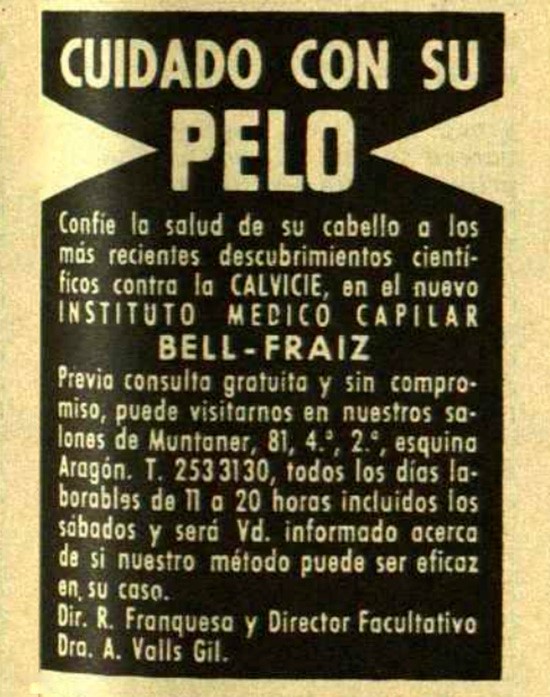 CUIDADO CON SU
PELO
Confíe la salud de su cabello a los
más recientes descubrimientos cientí-
ficos contra la CALVICIE, en el nuevo
INSTITUTO MEDICO CAPILAR
BELL-FRAIZ
Previa consulta gratuita y sin compro-
miso, puede visitarnos en nuestros sa-
lones de Muntaner, 81, 4.º, 2.ª, esquina
Aragón. T. 253 31 30, todos los días la-
borables de 11 a 20 horas incluidos los
sábados y será Vd. informado acerca
de si nuestro método puede ser eficaz
en su caso.
Dir. R. Franquesa y Director Facultativo
Dra. A. Valls Gil.